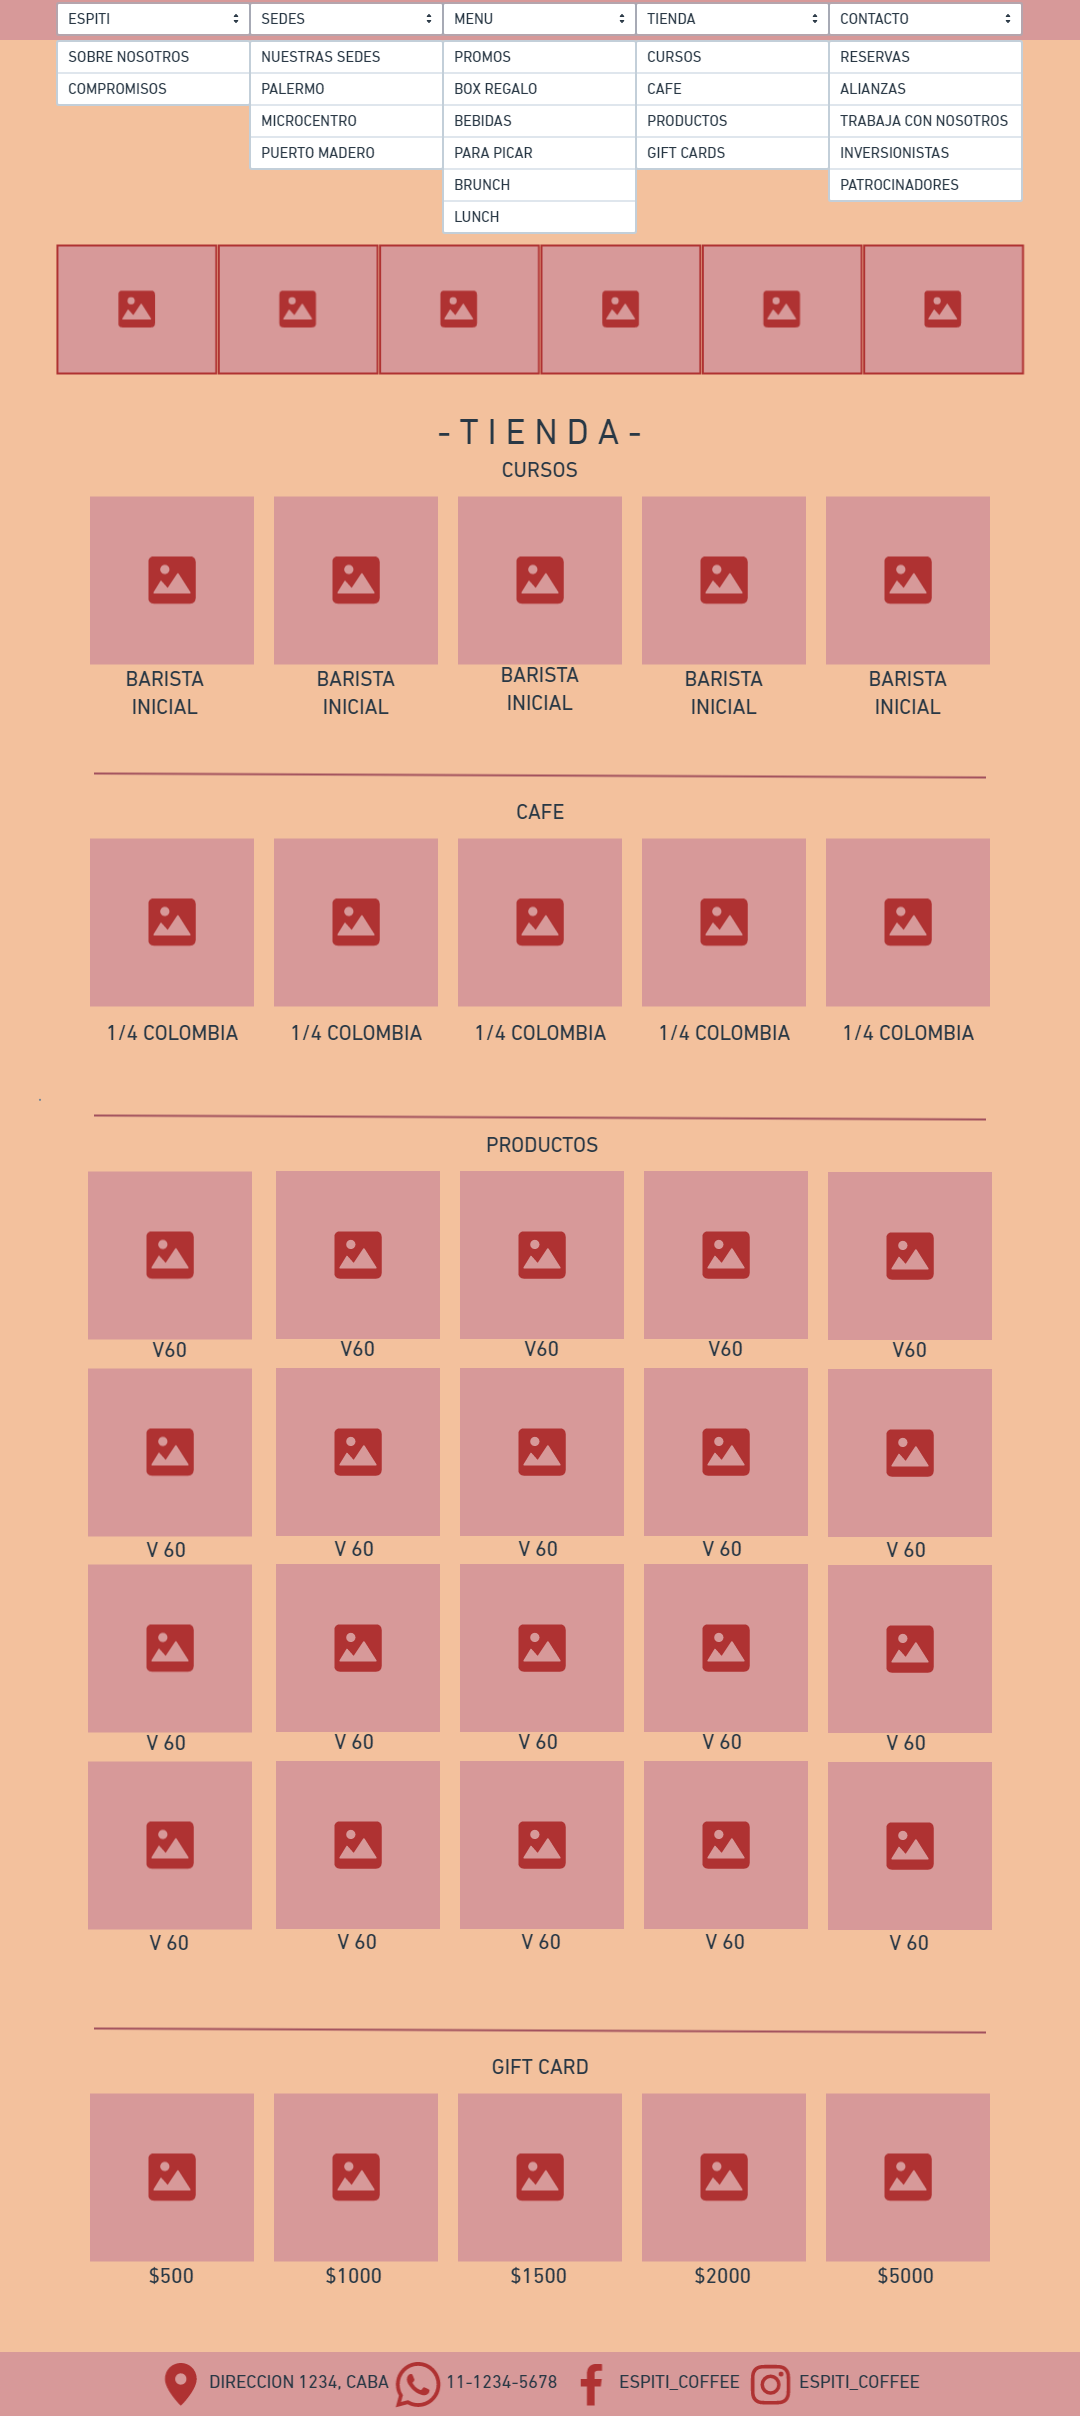 ESPITI SEDES MENU TIENDA CONTACTO
SOBRE NOSOTROS NUESTRAS SEDES PROMOS CURSOS RESERVAS
COMPROMISOS PALERMO BOX REGALO CAFE ALIANZAS
MICROCENTRO BEBIDAS PRODUCTOS TRABAJA CON NOSOTROS
PUERTO MADERO PARA PICAR GIFT CARDS INVERSIONISTAS
BRUNCH PATROCINADORES
LUNCH
-TIENDA-
CURSOS
BARISTA BARISTA BARISTA BARISTA BARISTA
INICIAL INICIAL INICIAL INICIAL INICIAL
CAFE
1/4 COLOMBIA 1/4 COLOMBIA 1/4 COLOMBIA 1/4 COLOMBIA 1/4 COLOMBIA
PRODUCTOS
V60 V60 V60 V60 V60
V 60 V 60 V 60 V 60 V 60
V 60 V 60 V 60 V 60 V 60
V 60 V 60 V 60 V 60 V 60
GIFT CARD
$500 $1000 $1500 $2000 $5000
DIRECCION 1234, CABA 11-1234-5678 ESPITI_COFFEE ESPITI_COFFEE